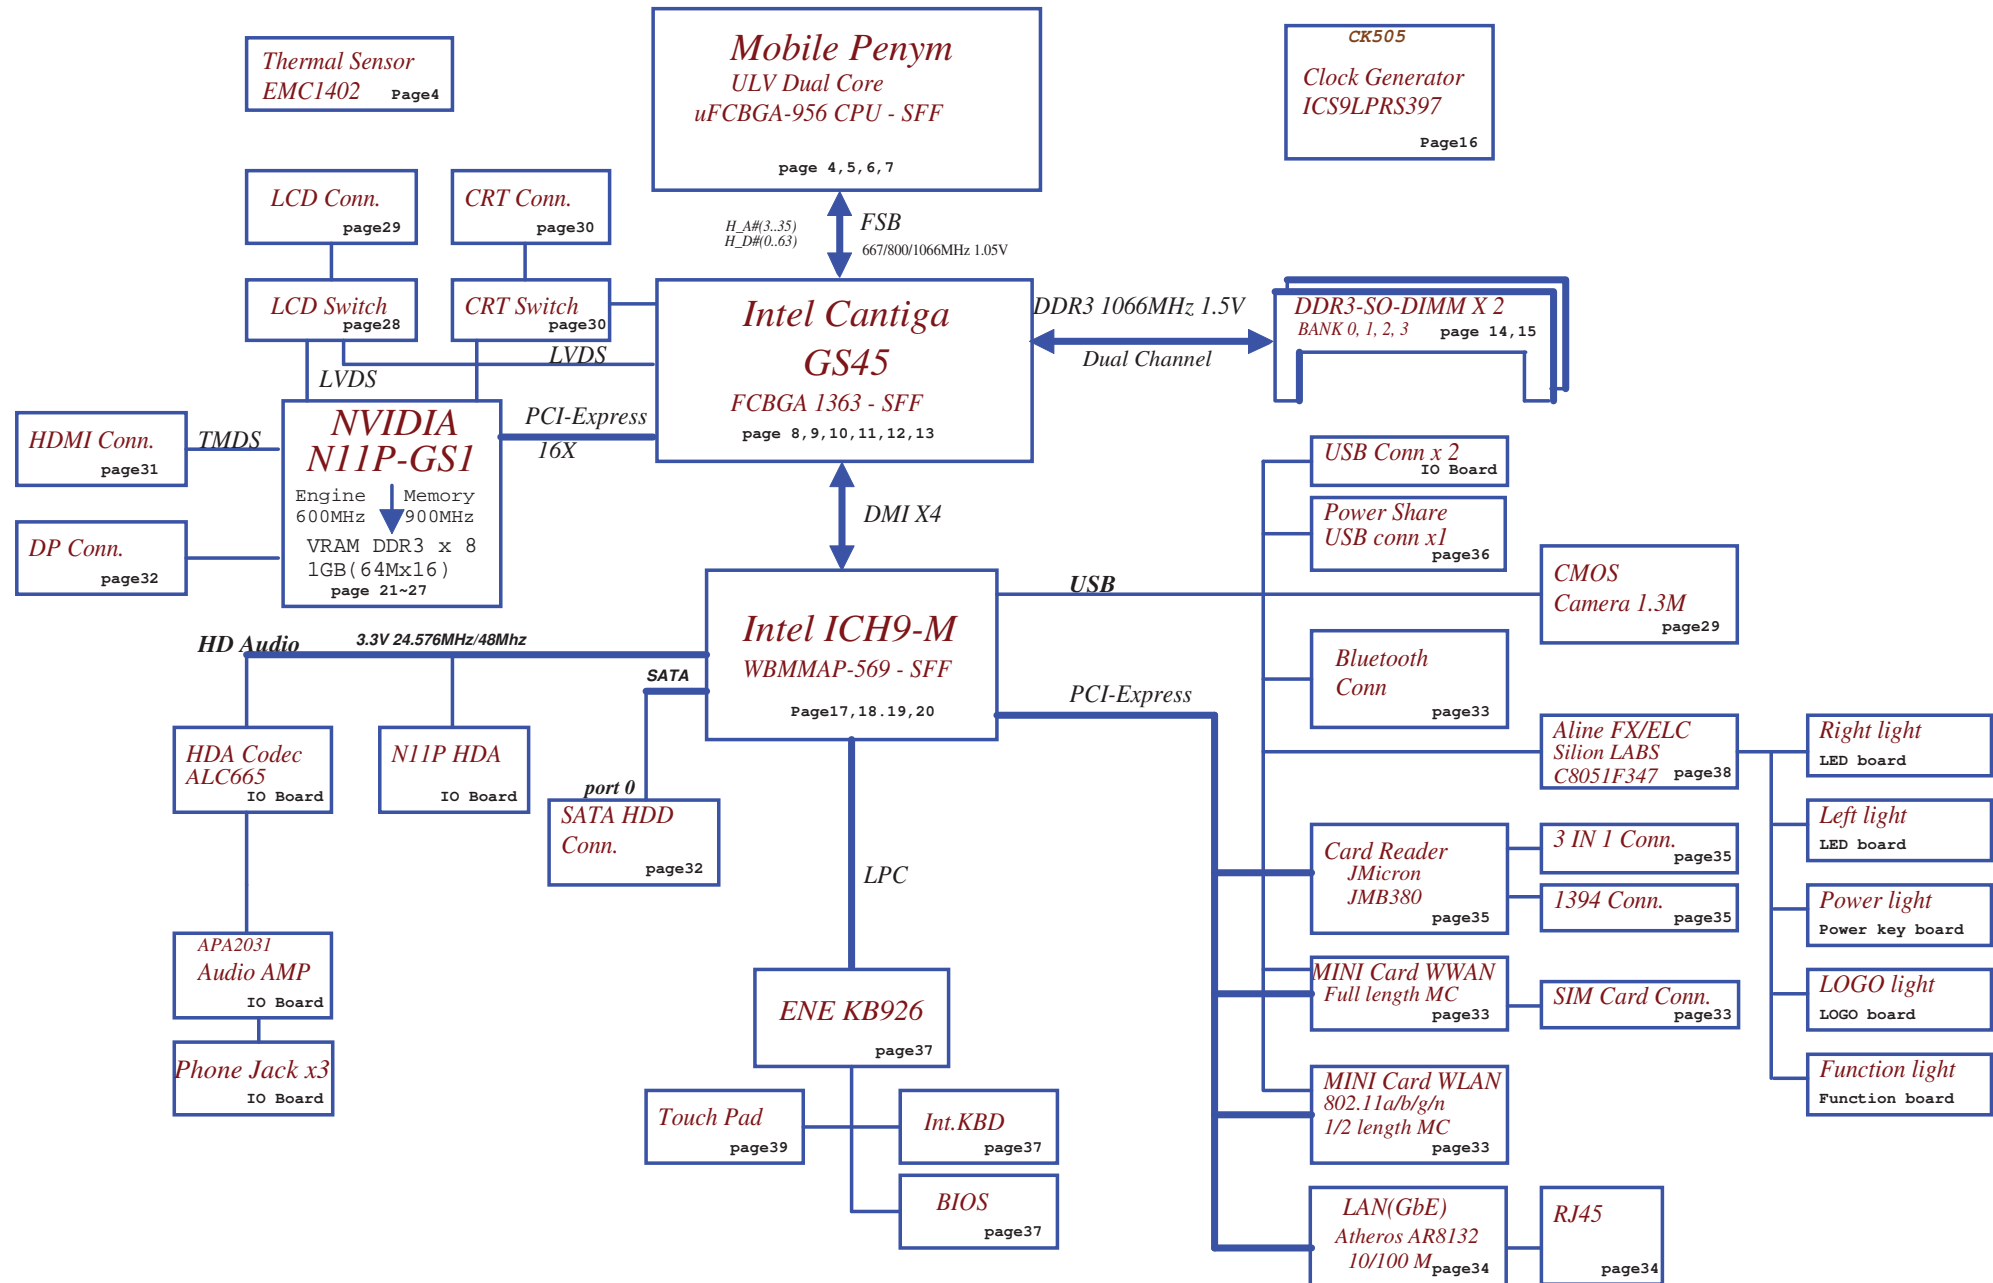 Thermal Sensor
EMC1402 Page4
Mobile Penym
ULV Dual Core
uFCBGA-956 CPU - SFF
page 4,5,6,7
CK505
Clock Generator
ICS9LPRS397
Page16
LCD Conn.
page29
CRT Conn.
page30
H_A#(3..35)
H_D#(0..63)
FSB
667/800/1066MHz 1.05V
LCD Switch
page28
CRT Switch
page30
LVDS
LVDS
Intel Cantiga
GS45
FCBGA 1363 - SFF
page 8,9,10,11,12,13
DDR3 1066MHz 1.5V
Dual Channel
DDR3-SO-DIMM X 2
BANK 0, 1, 2, 3 page 14,15
HDMI Conn.
page31
TMDS
NVIDIA
N11P-GS1
Engine Memory
600MHz 900MHz
VRAM DDR3 x 8
1GB(64Mx16)
page 21~27
PCI-Express
16X
DP Conn.
page32
DMI X4
USB Conn x 2
IO Board
Power Share
USB conn x1
page36
USB
CMOS
Camera 1.3M
page29
HD Audio
3.3V 24.576MHz/48Mhz
SATA
Intel ICH9-M
WBMMAP-569 - SFF
Page17,18.19,20
PCI-Express
Bluetooth
Conn
page33
HDA Codec
ALC665
IO Board
N11P HDA
IO Board
port 0
SATA HDD
Conn.
page32
Aline FX/ELC
Silion LABS
C8051F347 page38
Right light
LED board
Left light
LED board
LPC
Card Reader
JMicron
JMB380
page35
3 IN 1 Conn.
page35
1394 Conn.
page35
Power light
Power key board
APA2031
Audio AMP
IO Board
ENE KB926
page37
MINI Card WWAN
Full length MC
page33
SIM Card Conn.
page33
LOGO light
LOGO board
Phone Jack x3
IO Board
Touch Pad
page39
Int.KBD
page37
MINI Card WLAN
802.11a/b/g/n
1/2 length MC
page33
Function light
Function board
BIOS
page37
LAN(GbE)
Atheros AR8132
10/100 M
page34
RJ45
page34